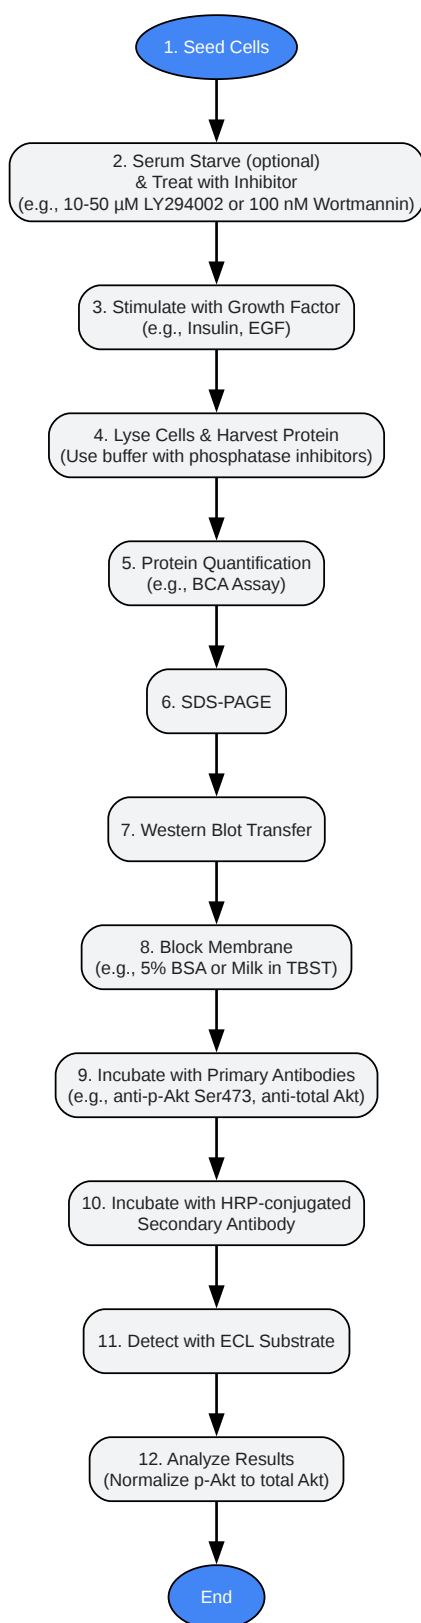 1. Seed Cells
2. Serum Starve (optional)
& Treat with Inhibitor
(e.g., 10-50 µM LY294002 or 100 nM Wortmannin)
3. Stimulate with Growth Factor
(e.g., Insulin, EGF)
4. Lyse Cells & Harvest Protein
(Use buffer with phosphatase inhibitors)
5. Protein Quantification
(e.g., BCA Assay)
6. SDS-PAGE
7. Western Blot Transfer
8. Block Membrane
(e.g., 5% BSA or Milk in TBST)
9. Incubate with Primary Antibodies
(e.g., anti-p-Akt Ser473, anti-total Akt)
10. Incubate with HRP-conjugated
Secondary Antibody
11. Detect with ECL Substrate
12. Analyze Results
(Normalize p-Akt to total Akt)
End